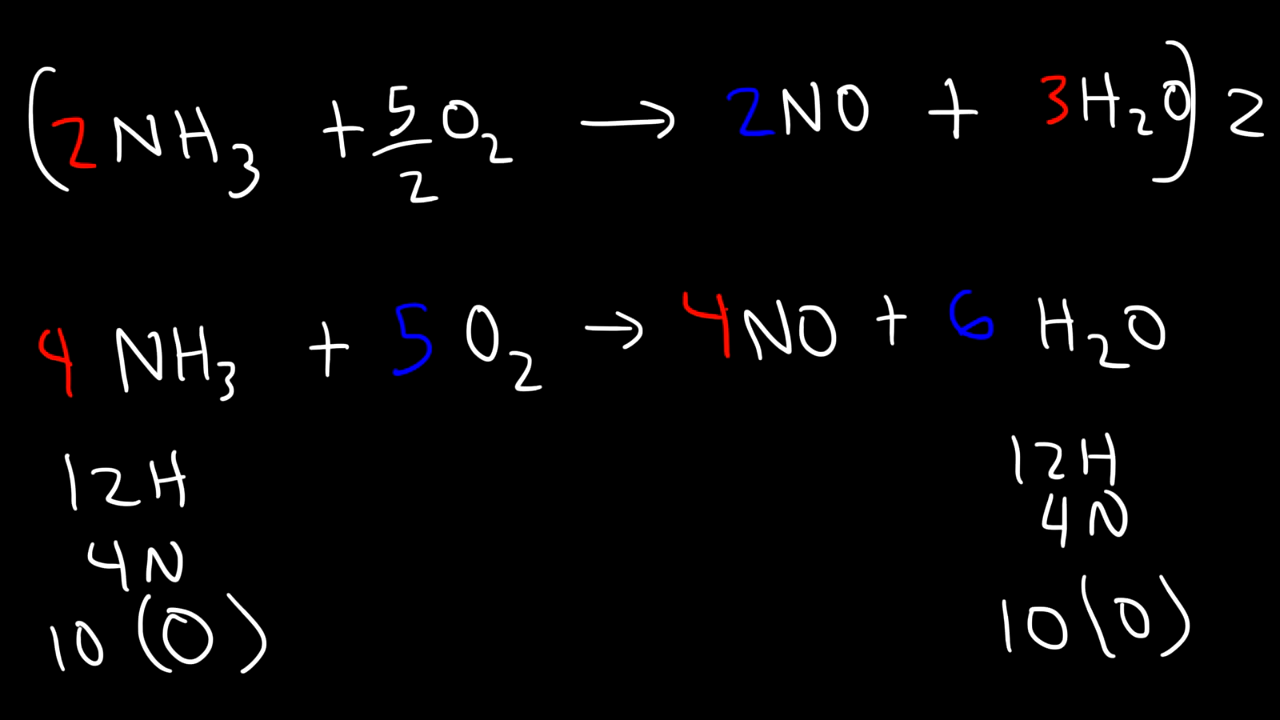 (2NH₃ + 5/2 O₂ → 2NO + 3H₂O) 2
4 NH₃ + 5 O₂ → 4NO + 6 H₂O
12H 12H
4N 4N
10 (O) 10 (O)